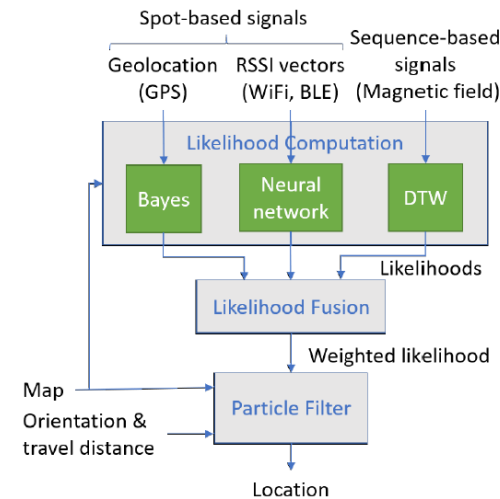 Spot-based signals
Geolocation
(GPS)
RSSI vectors
(WiFi, BLE)
Sequence-based
signals
(Magnetic field)
Likelihood Computation
Bayes
Neural
network
DTW
Likelihoods
Likelihood Fusion
Weighted likelihood
Map
Orientation &
travel distance
Particle Filter
Location